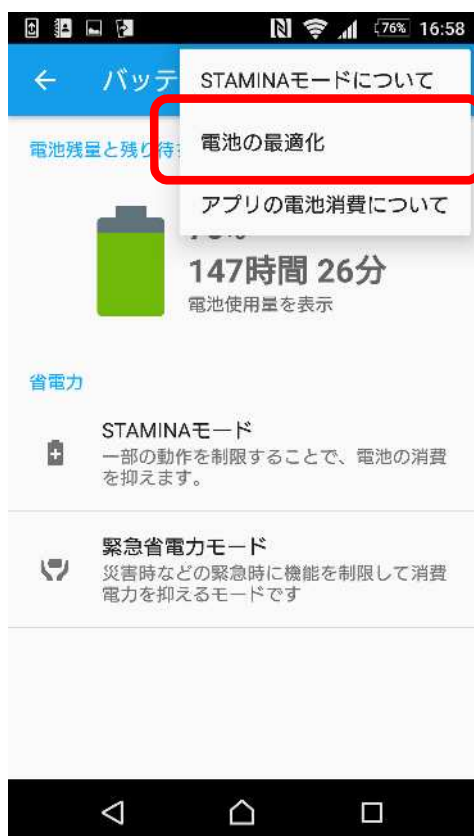 76% 16:58
バッテ
STAMINAモードについて
電池の最適化
アプリの電池消費について
電池残量と残り待
147時間 26分
電池使用量を表示
省電力
STAMINAモード
一部の動作を制限することで、電池の消費
を抑えます。
緊急省電力モード
災害時などの緊急時に機能を制限して消費
電力を抑えるモードです